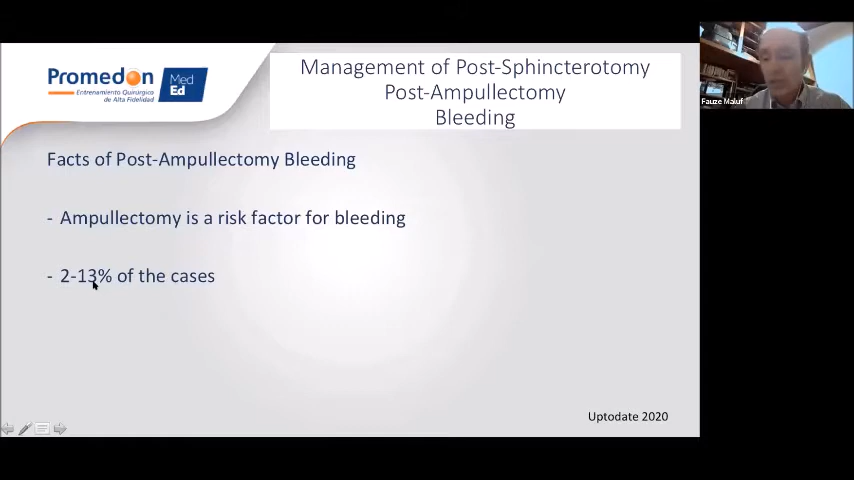 Promedon
Med
Ed
Entrenamiento Quirúrgico
de Alta Fidelidad
Management of Post-Sphincterotomy
Post-Ampullectomy
Bleeding
Fauze Maluf
Facts of Post-Ampullectomy Bleeding
- Ampullectomy is a risk factor for bleeding
- 2-13% of the cases
Uptodate 2020